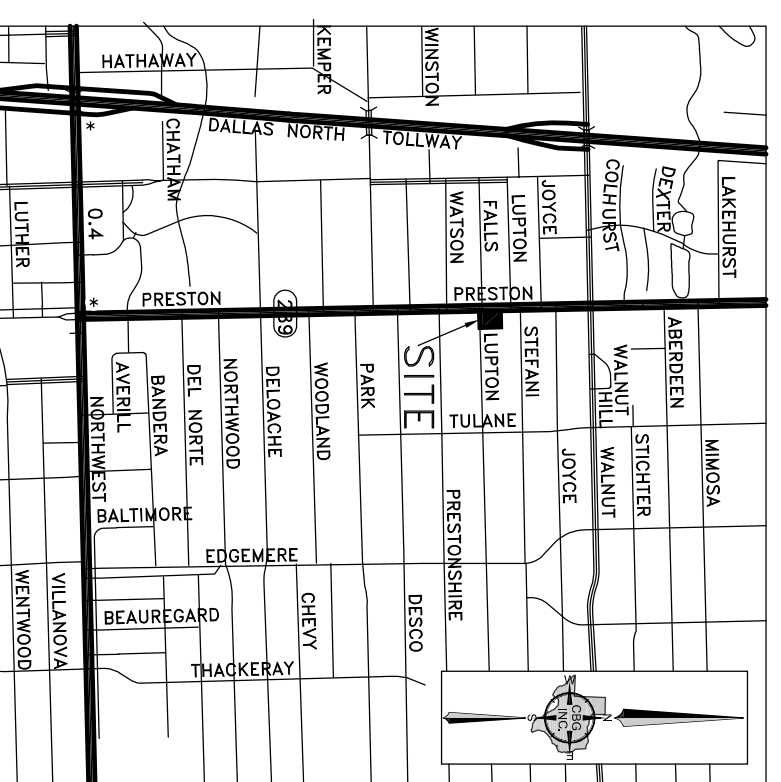 HATHAWAY
KEMPER
WINSTON
*
CHATHAM
DALLAS NORTH TOLLWAY
LUTHER
0.4
WATSON
FALLS
LUPTON
JOYCE
COLHURST
DEXTER
LAKEHURST
*
PRESTON
289
PRESTON
AVERILL
BANDERA
DEL NORTE
NORTHWOOD
DELOACHE
WOODLAND
PARK
SITE
LUPTON
STEFANI
WALNUT HILL
ABERDEEN
NORTHWEST
TULANE
JOYCE
WALNUT
STICHTER
MIMOSA
BALTIMORE
PRESTONSHIRE
EDGEMERE
WENTWOOD
VILLANOVA
BEAUREGARD
CHEVY
DESCO
THACKERAY
W
S
CBG
INC.
N
E